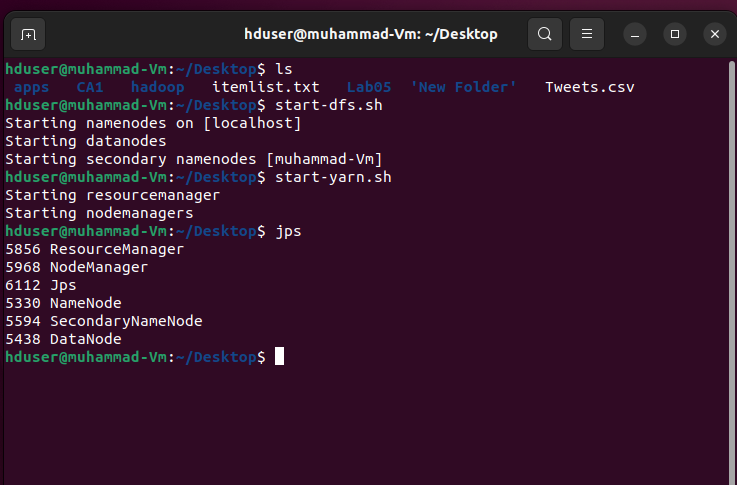 hduser@muhammad-Vm: ~/Desktop
hduser@muhammad-Vm:~/Desktop$ ls
apps CA1 hadoop itemlist.txt Lab05 'New Folder' Tweets.csv
hduser@muhammad-Vm:~/Desktop$ start-dfs.sh
Starting namenodes on [localhost]
Starting datanodes
Starting secondary namenodes [muhammad-Vm]
hduser@muhammad-Vm:~/Desktop$ start-yarn.sh
Starting resourcemanager
Starting nodemanagers
hduser@muhammad-Vm:~/Desktop$ jps
5856 ResourceManager
5968 NodeManager
6112 Jps
5330 NameNode
5594 SecondaryNameNode
5438 DataNode
hduser@muhammad-Vm:~/Desktop$